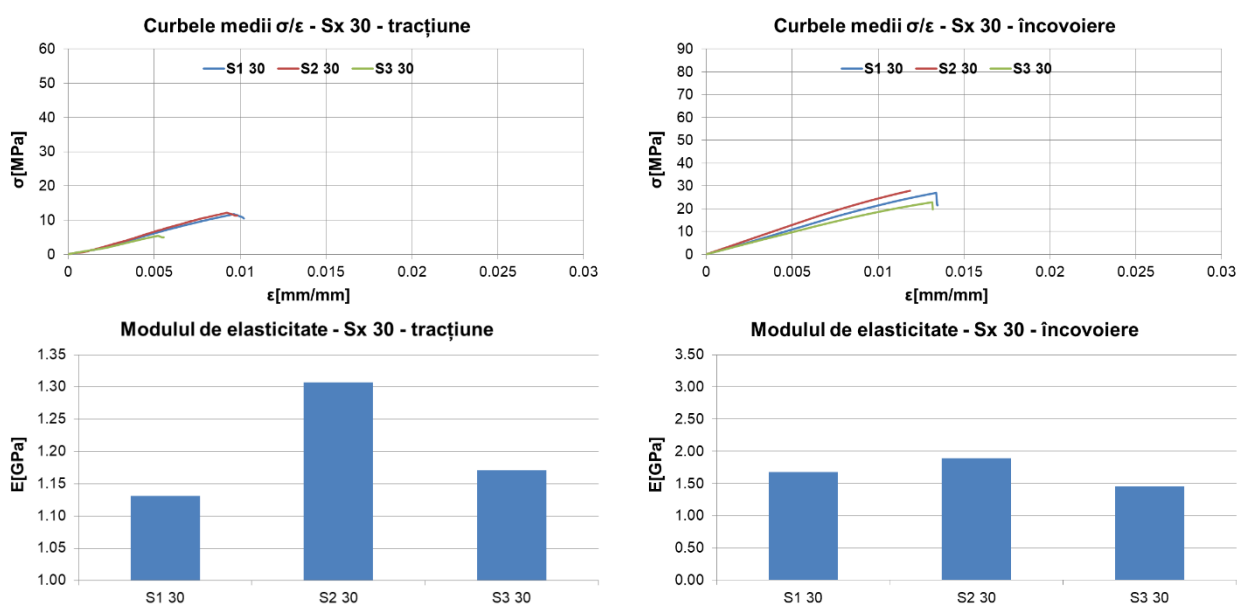 Curbele medii σ/ε - Sx 30 - tracțiune
60
50
40
30
20
10
0
σ[MPa]
S1 30 S2 30 S3 30
0 0.005 0.01 0.015 0.02 0.025 0.03
ε[mm/mm]
Curbele medii σ/ε - Sx 30 - încovoiere
90
80
70
60
50
40
30
20
10
0
σ[MPa]
S1 30 S2 30 S3 30
0 0.005 0.01 0.015 0.02 0.025 0.03
ε[mm/mm]
Modulul de elasticitate - Sx 30 - tracțiune
1.35
1.30
1.25
1.20
1.15
1.10
1.05
1.00
E[GPa]
S1 30 S2 30 S3 30
Modulul de elasticitate - Sx 30 - încovoiere
3.50
3.00
2.50
2.00
1.50
1.00
0.50
0.00
E[GPa]
S1 30 S2 30 S3 30